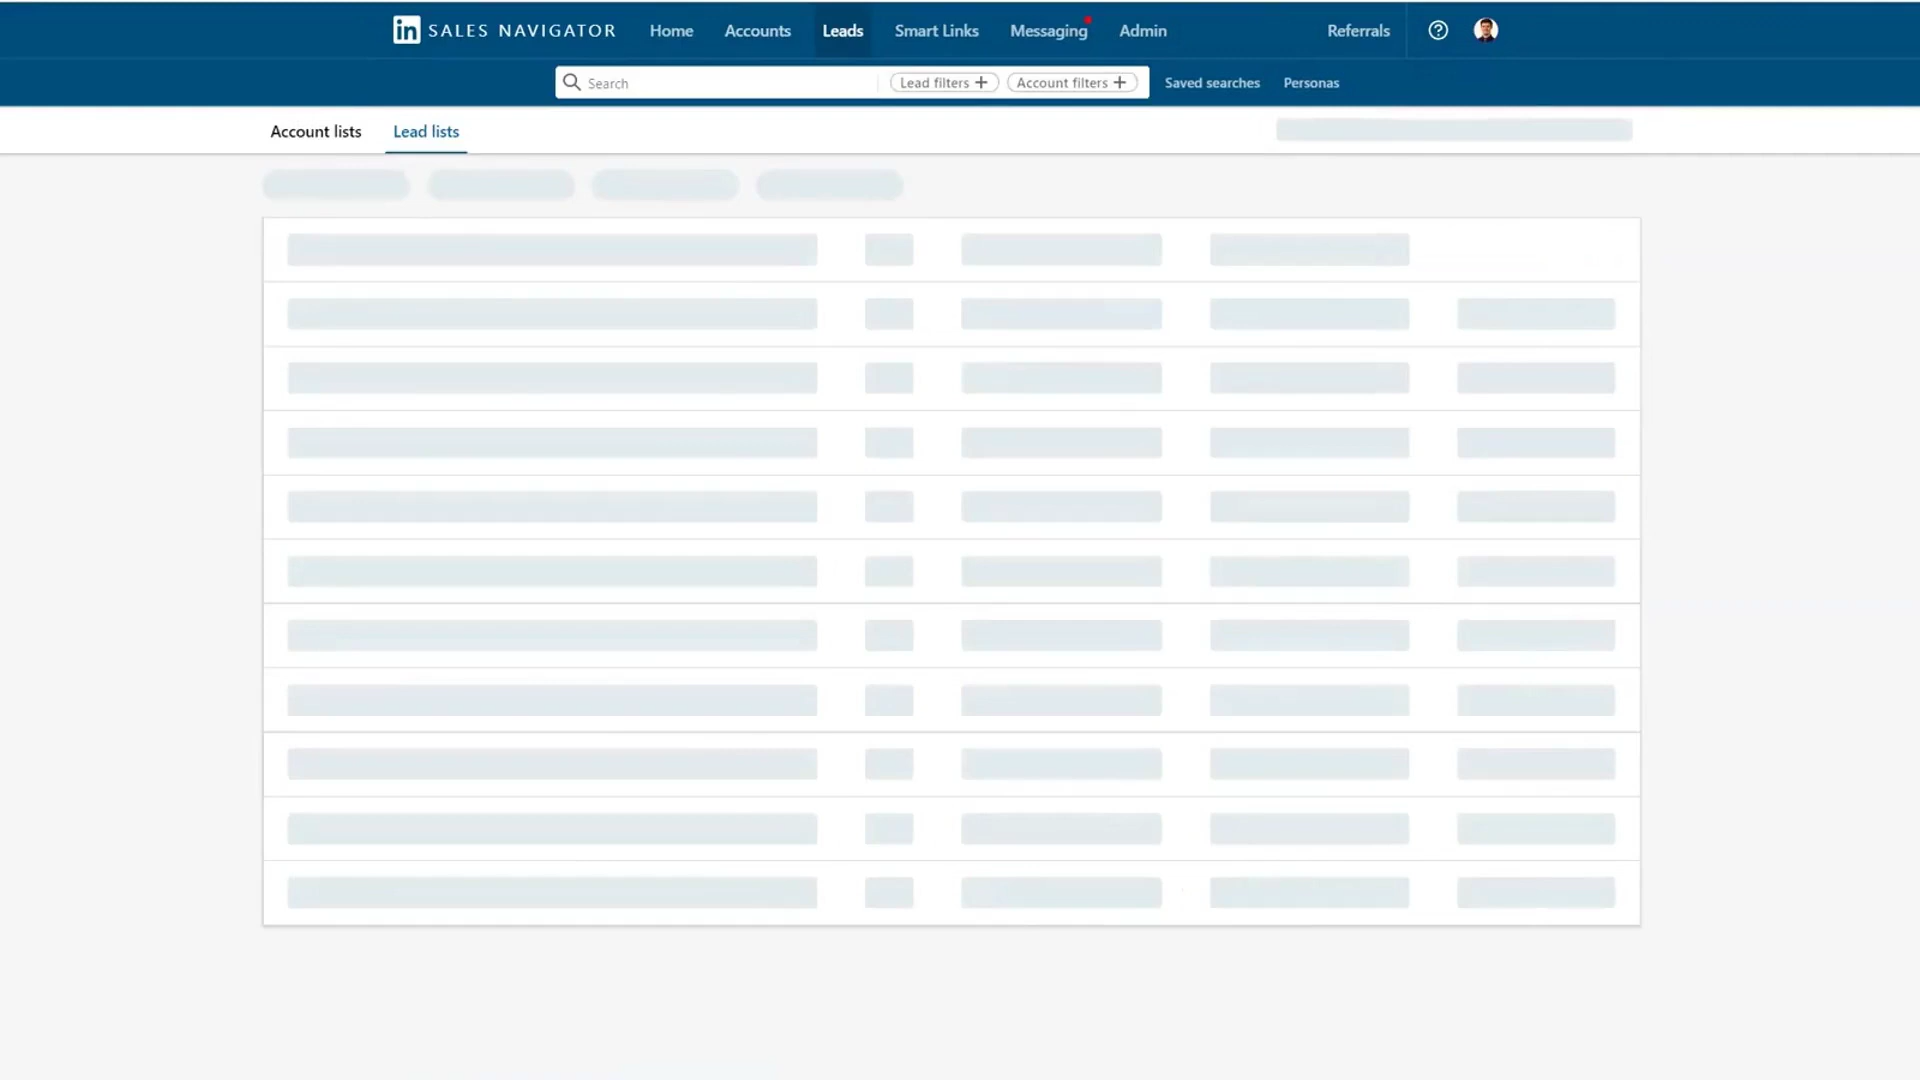 in SALES NAVIGATOR Home Accounts Leads Smart Links Messaging Admin Referrals
Search Lead filters + Account filters + Saved searches Personas
Account lists Lead lists